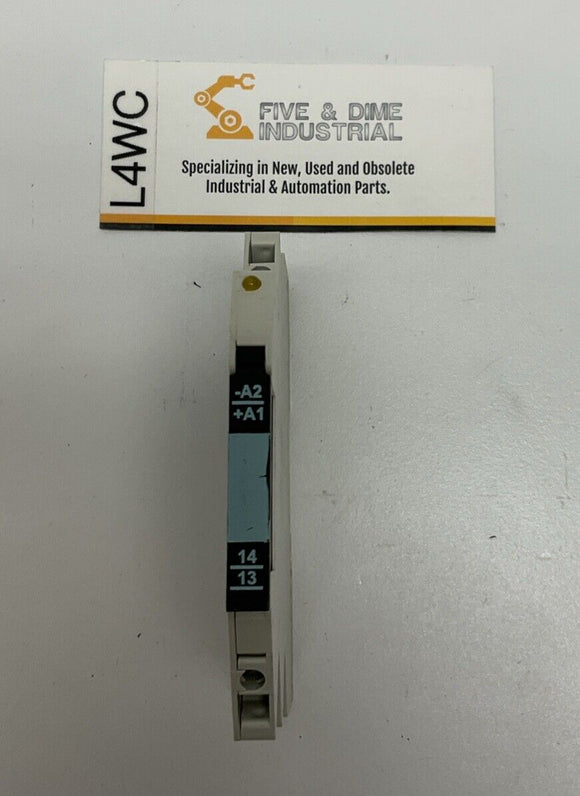 L4WC
FIVE & DIME
INDUSTRIAL
Specializing in New, Used and Obsolete
Industrial & Automation Parts.
-A2
+A1
14
13